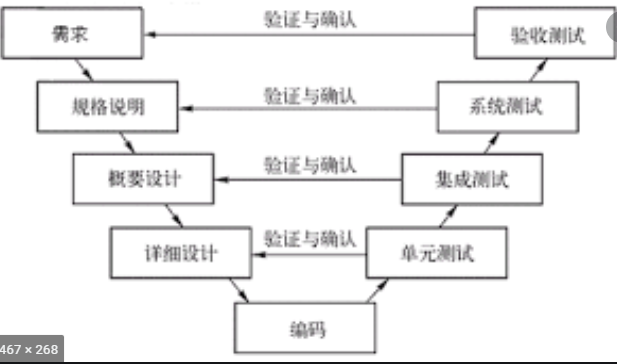 验证与确认
需求
验收测试
验证与确认
规格说明
系统测试
验证与确认
概要设计
集成测试
验证与确认
详细设计
单元测试
编码
467 × 268